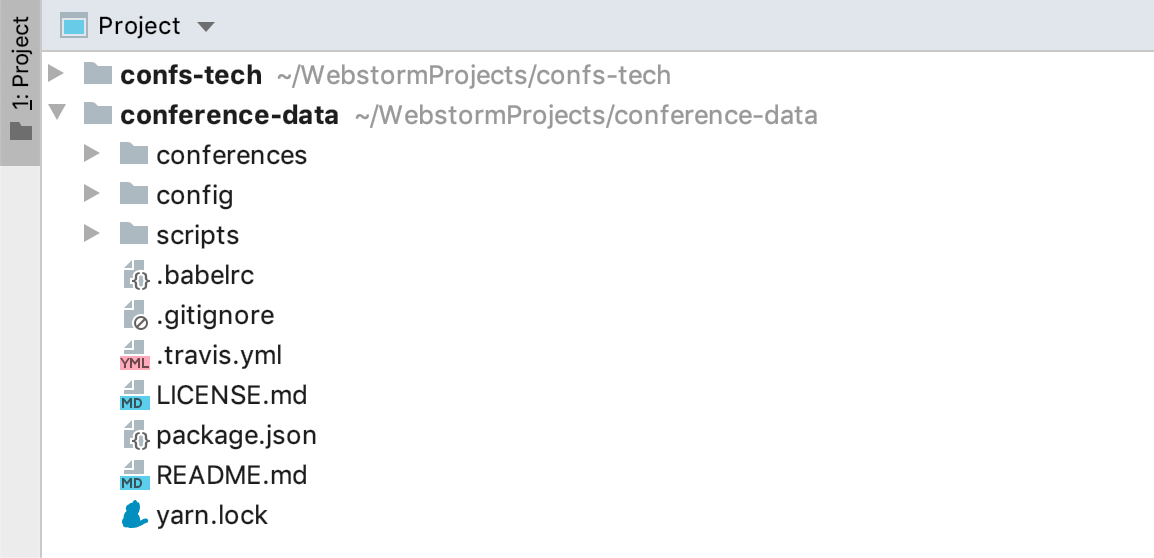 1: Project
Project
confs-tech ~/WebstormProjects/confs-tech
conference-data ~/WebstormProjects/conference-data
conferences
config
scripts
{} .babelrc
.gitignore
YML .travis.yml
MD LICENSE.md
{} package.json
MD README.md
yarn.lock